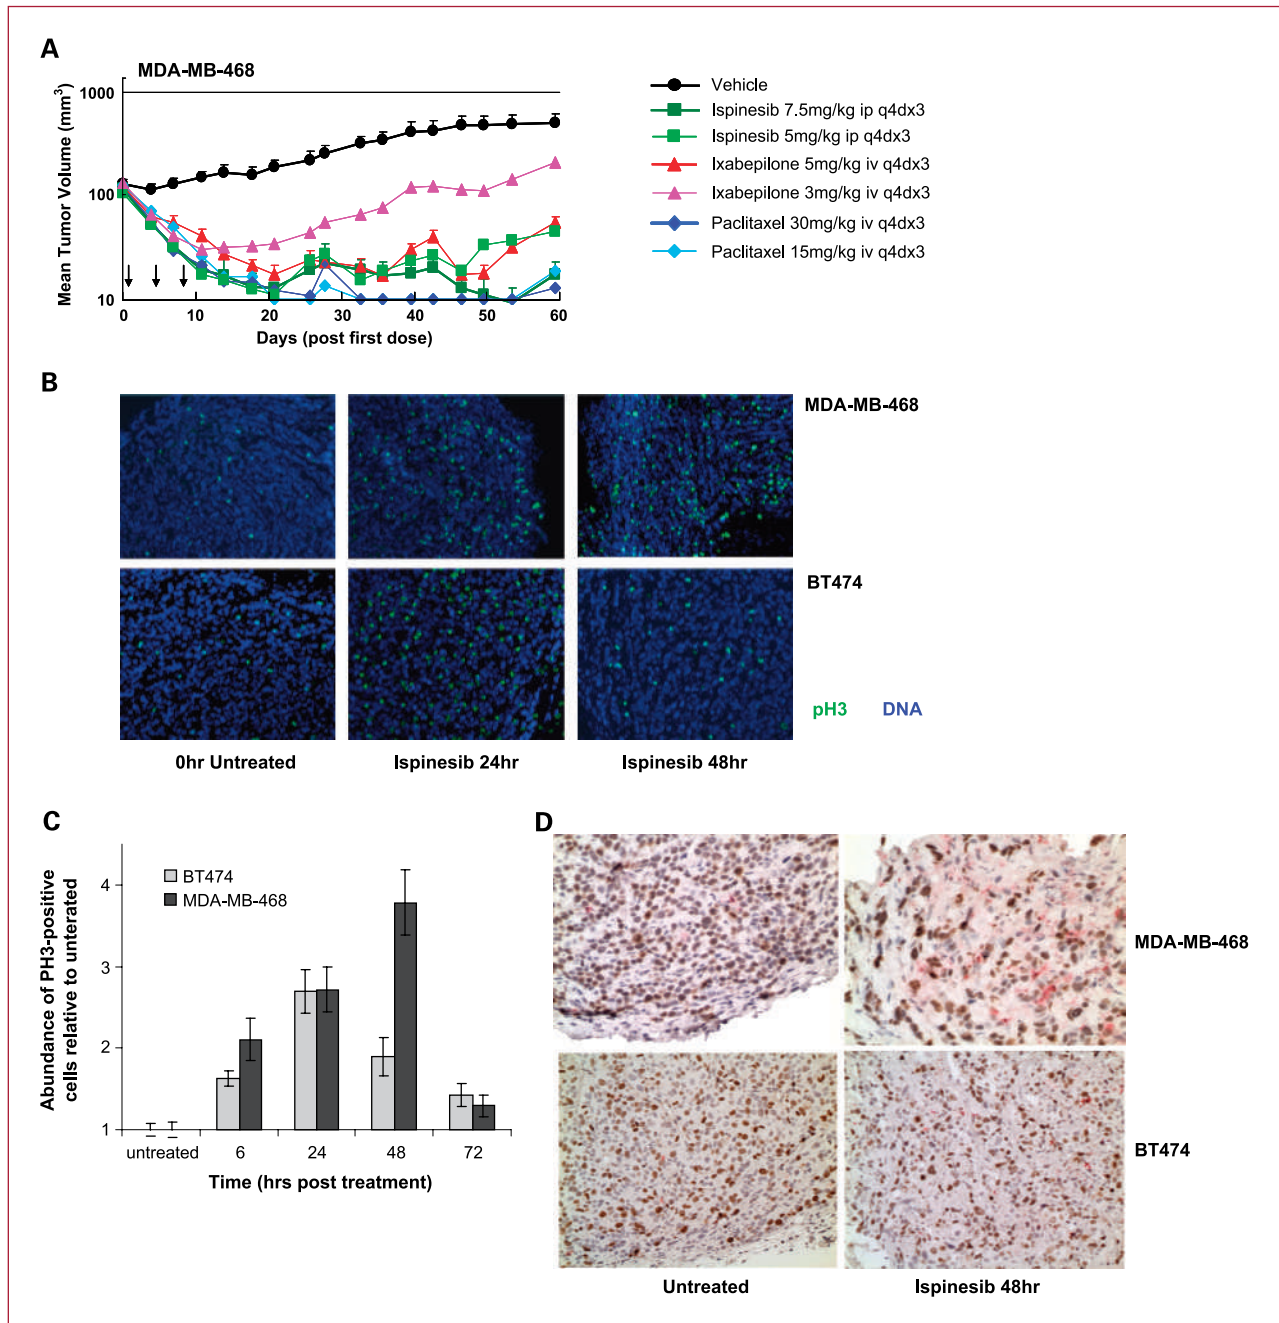 A
MDA-MB-468
Mean Tumor Volume (mm³)
1000
100
10
0 10 20 30 40 50 60
Days (post first dose)
Vehicle
Ispinesib 7.5mg/kg ip q4dx3
Ispinesib 5mg/kg ip q4dx3
Ixabepilone 5mg/kg iv q4dx3
Ixabepilone 3mg/kg iv q4dx3
Paclitaxel 30mg/kg iv q4dx3
Paclitaxel 15mg/kg iv q4dx3
B
MDA-MB-468
BT474
pH3 DNA
0hr Untreated Ispinesib 24hr Ispinesib 48hr
C
Abundance of PH3-positive
cells relative to unterated
4
3
2
1
BT474
MDA-MB-468
untreated 6 24 48 72
Time (hrs post treatment)
D
MDA-MB-468
BT474
Untreated Ispinesib 48hr